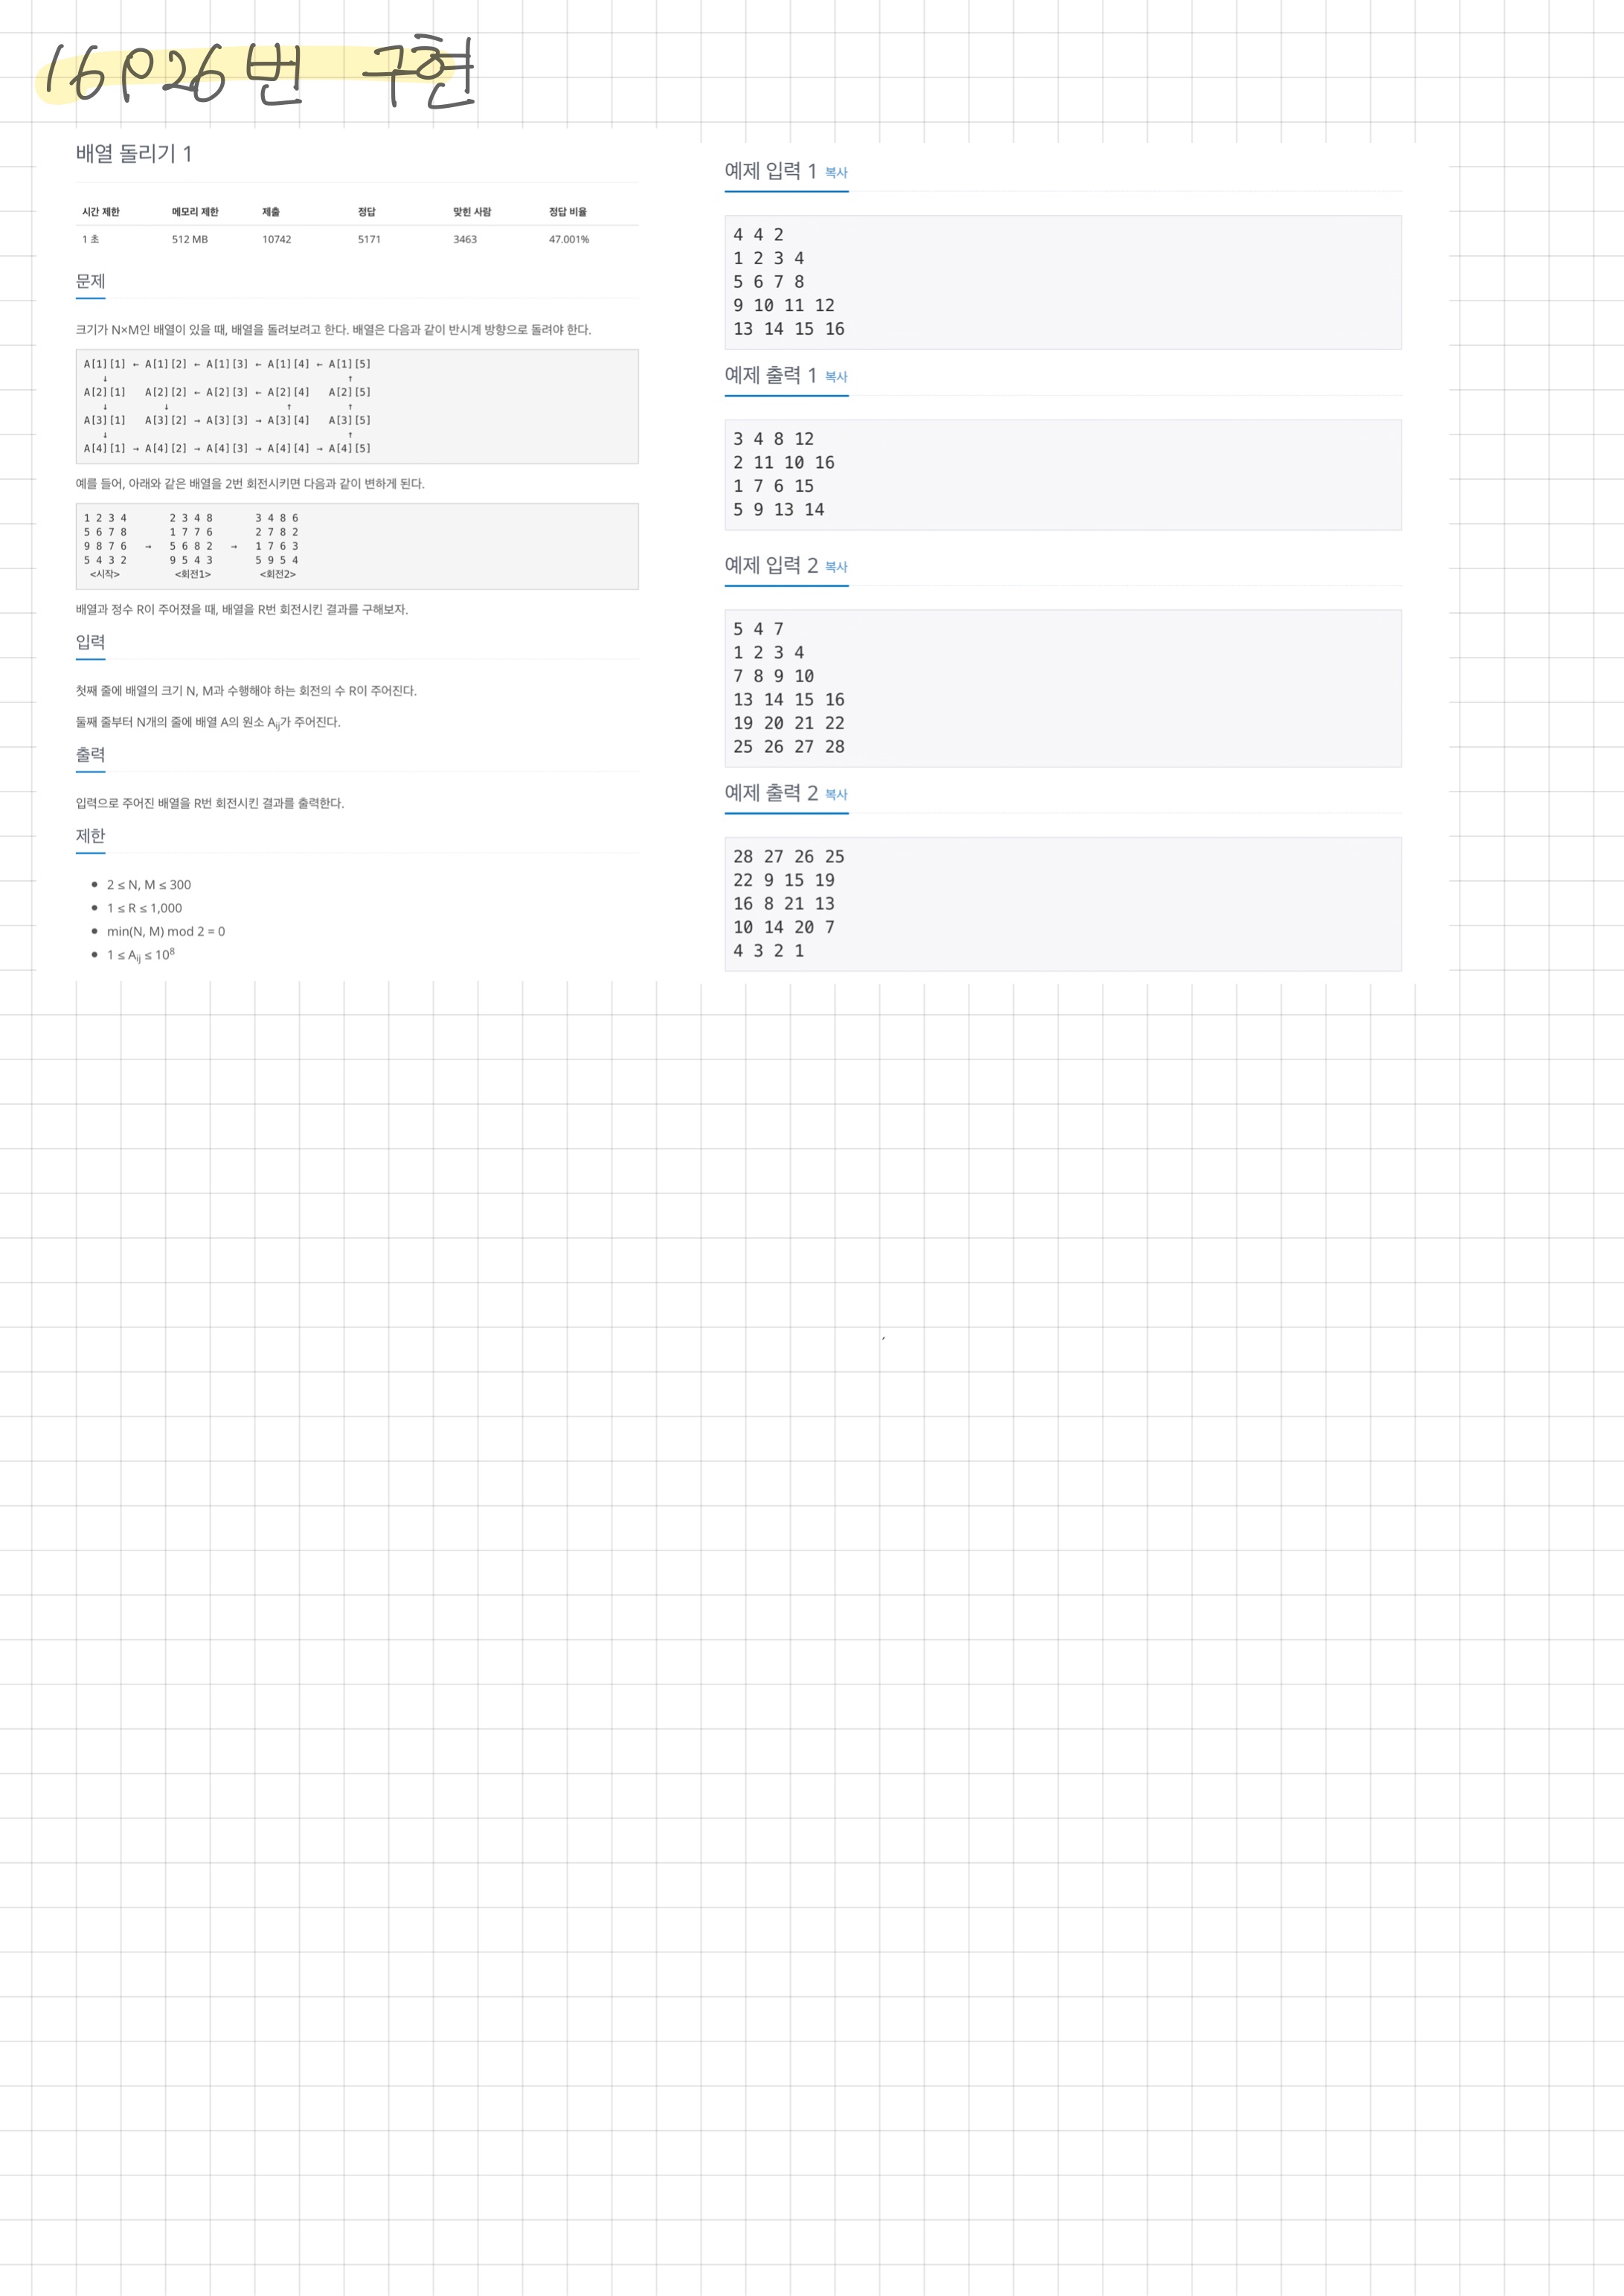 16926번 구현
배열 돌리기 1
시간 제한 메모리 제한 제출 정답 맞힌 사람 정답 비율
1 초 512 MB 10742 5171 3463 47.001%
문제
크기가 N×M인 배열이 있을 때, 배열을 돌려보려고 한다. 배열은 다음과 같이 반시계 방향으로 돌려야 한다.
A[1][1] ← A[1][2] ← A[1][3] ← A[1][4] ← A[1][5]
↓ ↑
A[2][1] A[2][2] ← A[2][3] ← A[2][4] A[2][5]
↓ ↓ ↑ ↑
A[3][1] A[3][2] → A[3][3] → A[3][4] A[3][5]
↓ ↑
A[4][1] → A[4][2] → A[4][3] → A[4][4] → A[4][5]
예를 들어, 아래와 같은 배열을 2번 회전시키면 다음과 같이 변하게 된다.
1 2 3 4 2 3 4 8 3 4 8 6
5 6 7 8 1 7 7 6 2 7 8 2
9 8 7 6 → 5 6 8 2 → 1 7 6 3
5 4 3 2 9 5 4 3 5 9 5 4
<시작> <회전1> <회전2>
배열과 정수 R이 주어졌을 때, 배열을 R번 회전시킨 결과를 구해보자.
입력
첫째 줄에 배열의 크기 N, M과 수행해야 하는 회전의 수 R이 주어진다.
둘째 줄부터 N개의 줄에 배열 A의 원소 Aij가 주어진다.
출력
입력으로 주어진 배열을 R번 회전시킨 결과를 출력한다.
제한
• 2 ≤ N, M ≤ 300
• 1 ≤ R ≤ 1,000
• min(N, M) mod 2 = 0
• 1 ≤ Aij ≤ 10⁸
예제 입력 1 복사
4 4 2
1 2 3 4
5 6 7 8
9 10 11 12
13 14 15 16
예제 출력 1 복사
3 4 8 12
2 11 10 16
1 7 6 15
5 9 13 14
예제 입력 2 복사
5 4 7
1 2 3 4
7 8 9 10
13 14 15 16
19 20 21 22
25 26 27 28
예제 출력 2 복사
28 27 26 25
22 9 15 19
16 8 21 13
10 14 20 7
4 3 2 1